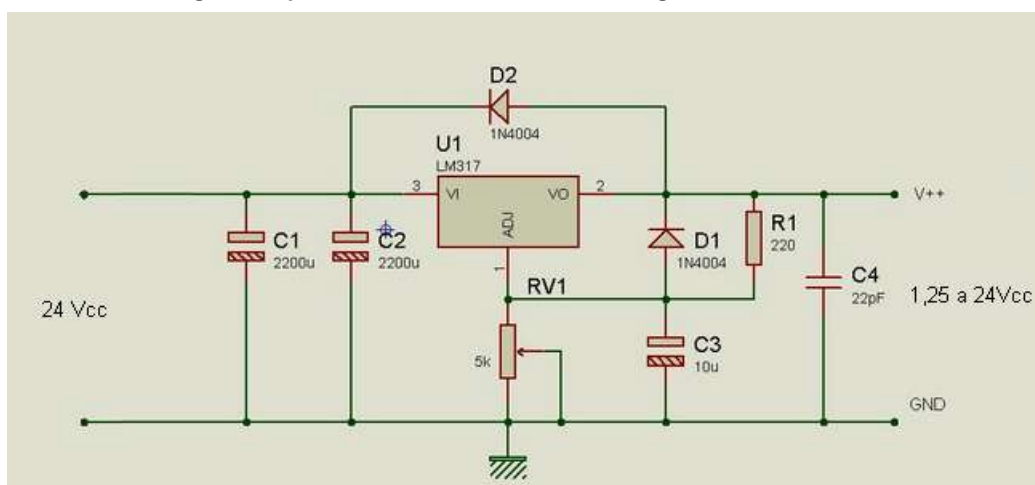 D2
1N4004
U1
LM317
3
VI
VO
2
V++
ADJ
1
C1
2200u
C2
2200u
D1
1N4004
R1
220
RV1
C4
22pF
1,25 a 24Vcc
24 Vcc
5k
C3
10u
GND